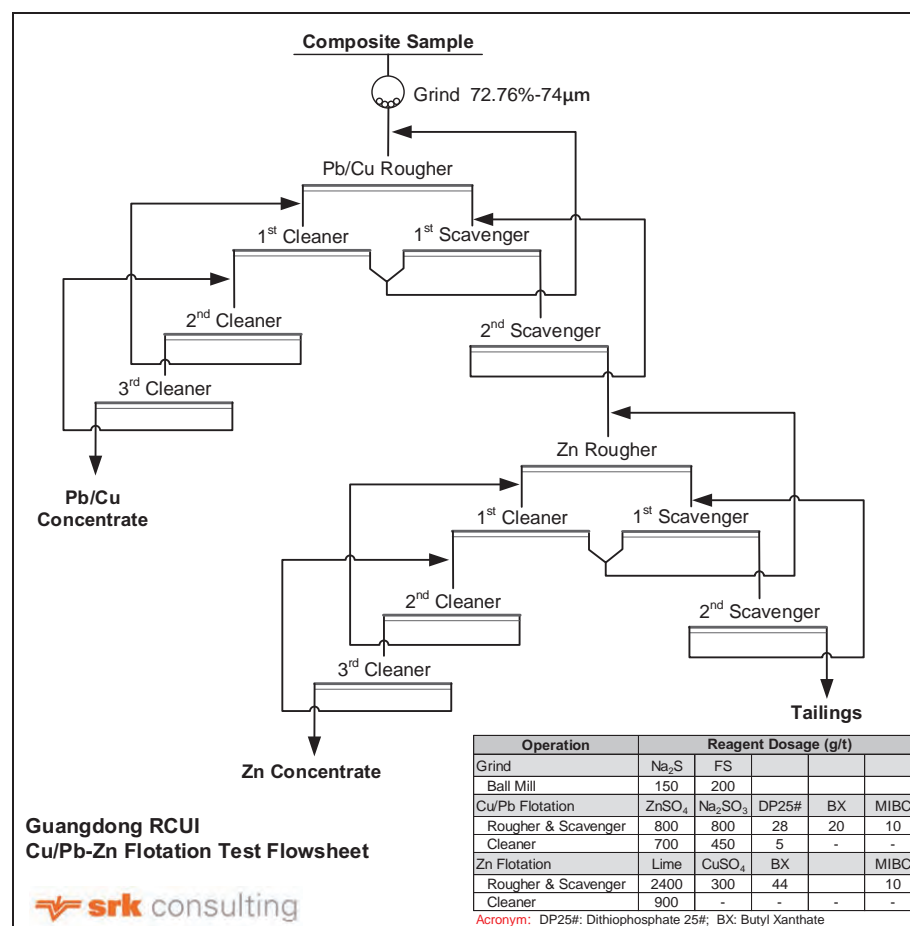 Composite Sample
Grind 72.76%-74µm
Pb/Cu Rougher
1st Cleaner 1st Scavenger
2nd Cleaner 2nd Scavenger
3rd Cleaner
Pb/Cu
Concentrate
Zn Rougher
1st Cleaner 1st Scavenger
2nd Cleaner 2nd Scavenger
3rd Cleaner
Tailings
Zn Concentrate
Operation Reagent Dosage (g/t)
Grind Na₂S FS
Ball Mill 150 200
Cu/Pb Flotation ZnSO₄ Na₂SO₃ DP25# BX MIBC
Rougher & Scavenger 800 800 28 20 10
Cleaner 700 450 5 - -
Zn Flotation Lime CuSO₄ BX MIBC
Rougher & Scavenger 2400 300 44 10
Cleaner 900 - - - -
Acronym: DP25#: Dithiophosphate 25#; BX: Butyl Xanthate
Guangdong RCUI
Cu/Pb-Zn Flotation Test Flowsheet
srk consulting